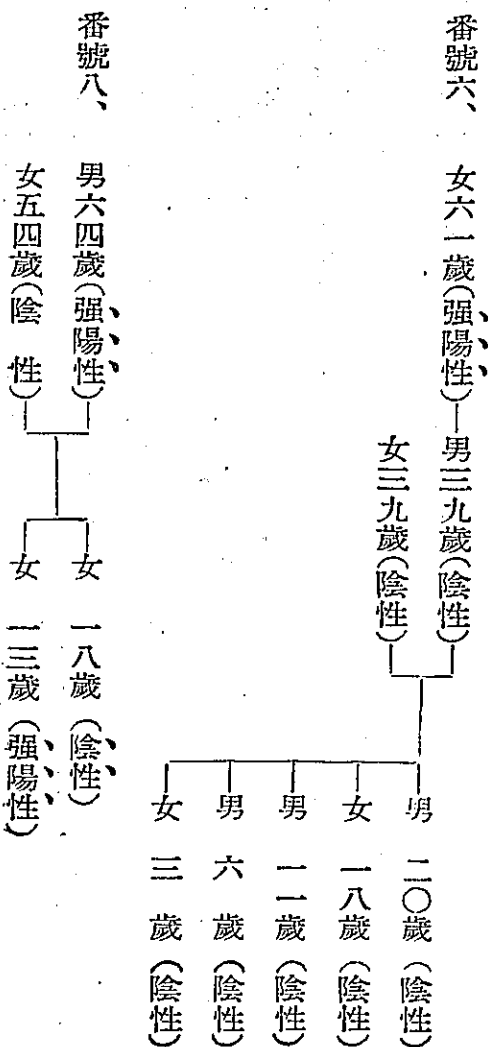 番號六、　女六一歲(强陽性)
男三九歲(陰性)
女三九歲(陰性)
男　二〇歲(陰性)
女　一八歲(陰性)
男　一一歲(陰性)
男　六　歲(陰性)
女　三　歲(陰性)
番號八、　男六四歲(强陽性)
女五四歲(陰　性)
女　一八歲(陰性)
女　一三歲(强陽性)